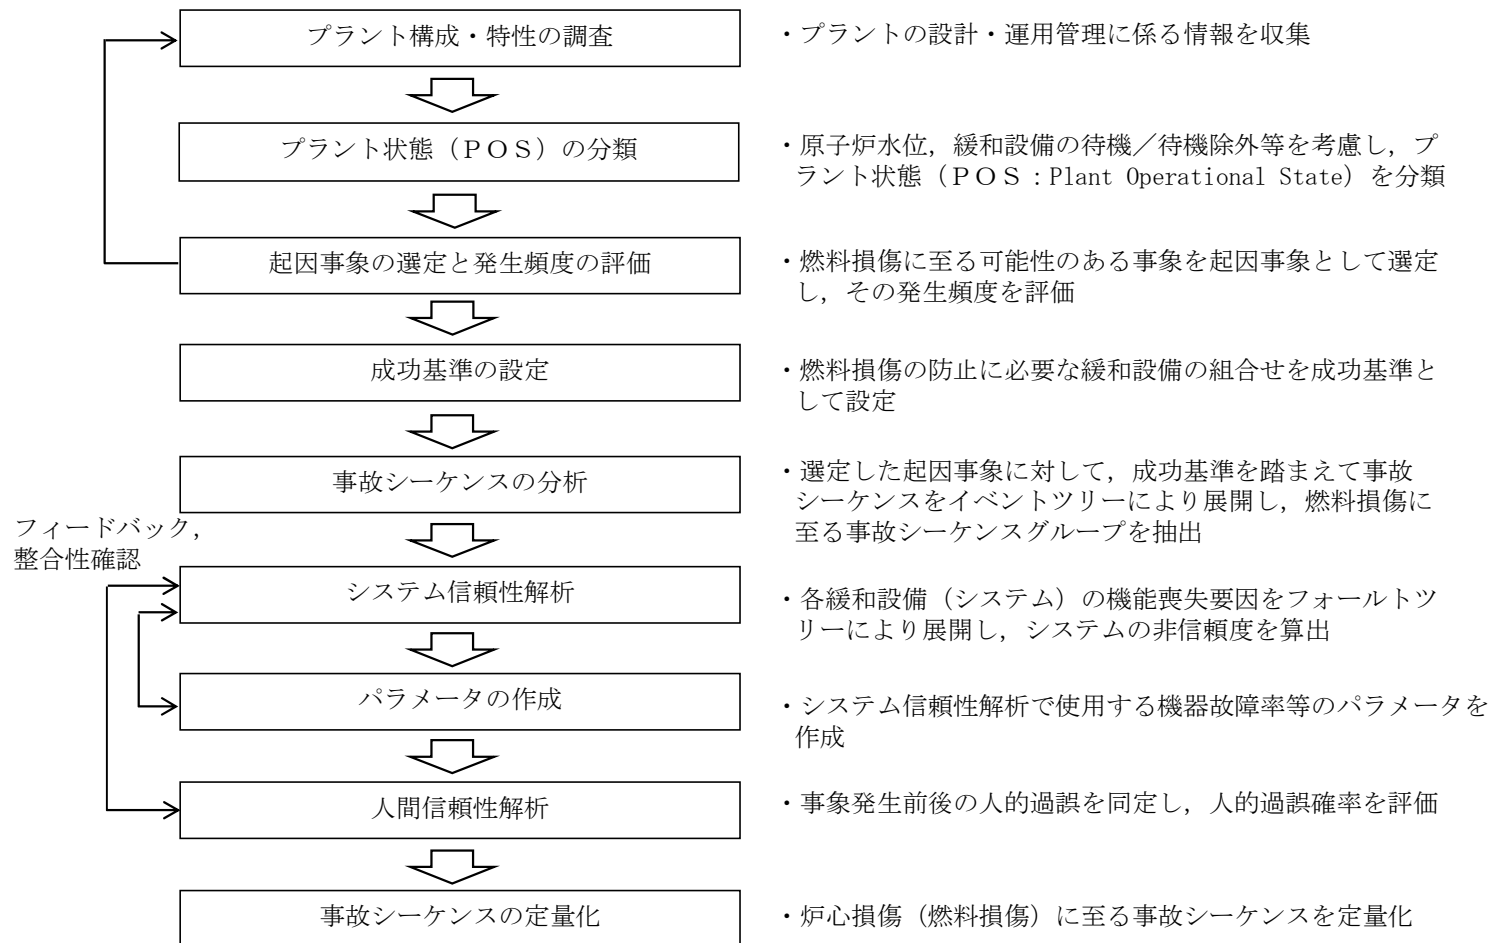 プラント構成・特性の調査
・プラントの設計・運用管理に係る情報を収集
プラント状態（ＰＯＳ）の分類
・原子炉水位，緩和設備の待機／待機除外等を考慮し，プ
ラント状態（ＰＯＳ：Plant Operational State）を分類
起因事象の選定と発生頻度の評価
・燃料損傷に至る可能性のある事象を起因事象として選定
し，その発生頻度を評価
成功基準の設定
・燃料損傷の防止に必要な緩和設備の組合せを成功基準と
して設定
事故シーケンスの分析
・選定した起因事象に対して，成功基準を踏まえて事故
シーケンスをイベントツリーにより展開し，燃料損傷に
至る事故シーケンスグループを抽出
フィードバック，
整合性確認
システム信頼性解析
・各緩和設備（システム）の機能喪失要因をフォールトツ
リーにより展開し，システムの非信頼度を算出
パラメータの作成
・システム信頼性解析で使用する機器故障率等のパラメータを
作成
人間信頼性解析
・事象発生前後の人的過誤を同定し，人的過誤確率を評価
事故シーケンスの定量化
・炉心損傷（燃料損傷）に至る事故シーケンスを定量化